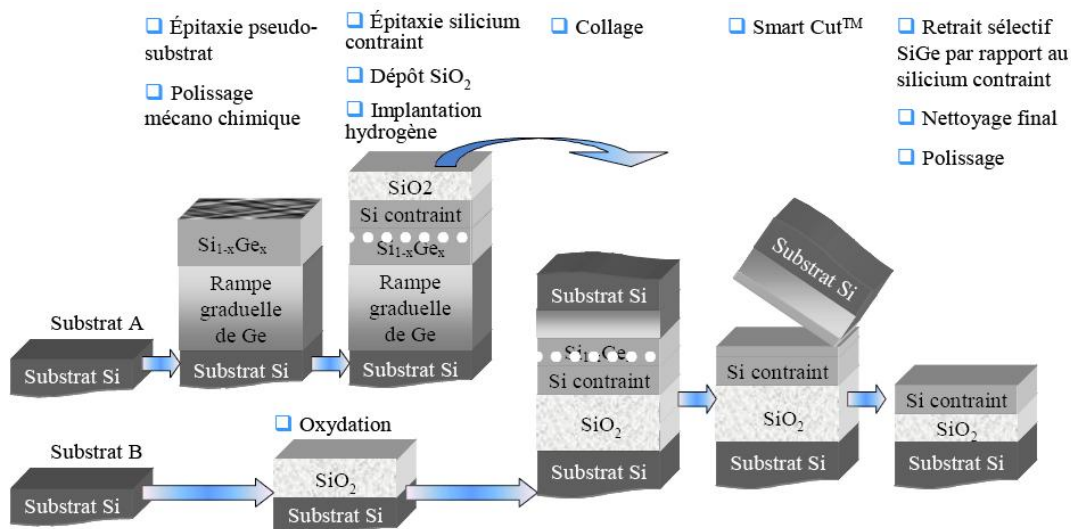 ❑ Épitaxie pseudo-
substrat
❑ Polissage
mécano chimique
❑ Épitaxie silicium
contraint
❑ Dépôt SiO2
❑ Implantation
hydrogène
❑ Collage
❑ Smart Cut™
❑ Retrait sélectif
SiGe par rapport au
silicium contraint
❑ Nettoyage final
❑ Polissage
Substrat A
Substrat Si
Si1-xGex
Rampe
graduelle
de Ge
Substrat Si
SiO2
Si contraint
Si1-xGex
Rampe
graduelle
de Ge
Substrat Si
Substrat B
Substrat Si
❑ Oxydation
SiO2
Substrat Si
Substrat Si
Si contraint
SiO2
Substrat Si
Substrat Si
Si contraint
SiO2
Substrat Si
Si contraint
SiO2
Substrat Si